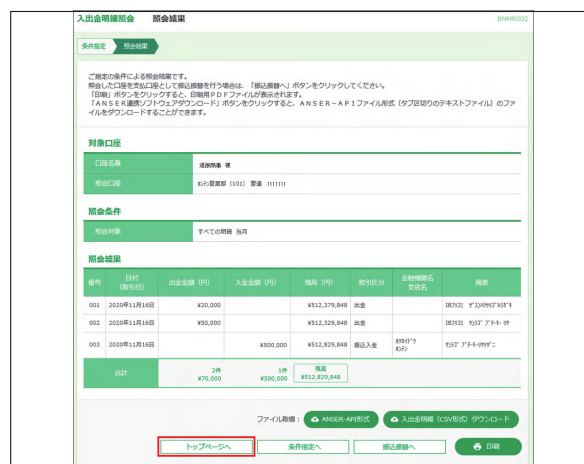 入出金明細照会　照会結果
BNMR002
条件指定　照会結果
ご指定の条件による照会結果です。
照会した口座を支払口座として振込振替を行う場合は、「振込振替へ」ボタンをクリックしてください。
「印刷」ボタンをクリックすると、印刷用PDFファイルが表示されます。
「ANSER連携ソフトウェアダウンロード」ボタンをクリックすると、ANSER-APIファイル形式（タブ区切りのテキストファイル）のファ
イルをダウンロードすることができます。
対象口座
口座名義
照会口座　(101) 普通 1111111
照会条件
照会対象　すべての明細 当月
照会結果
番号　日付（取引日）　出金金額（円）　入金金額（円）　残高（円）　取引区分　金融機関名 支店名　摘要
001　2020年11月16日　¥20,000　¥512,379,848　出金
002　2020年11月16日　¥50,000　¥512,329,848　出金
003　2020年11月16日　¥500,000　¥512,829,848　振込入金
合計　2件 ¥70,000　1件 ¥500,000　残高 ¥512,829,848
ファイル取得：　ANSER-API形式　入出金明細（CSV形式）ダウンロード
トップページへ　条件指定へ　振込振替へ　印刷